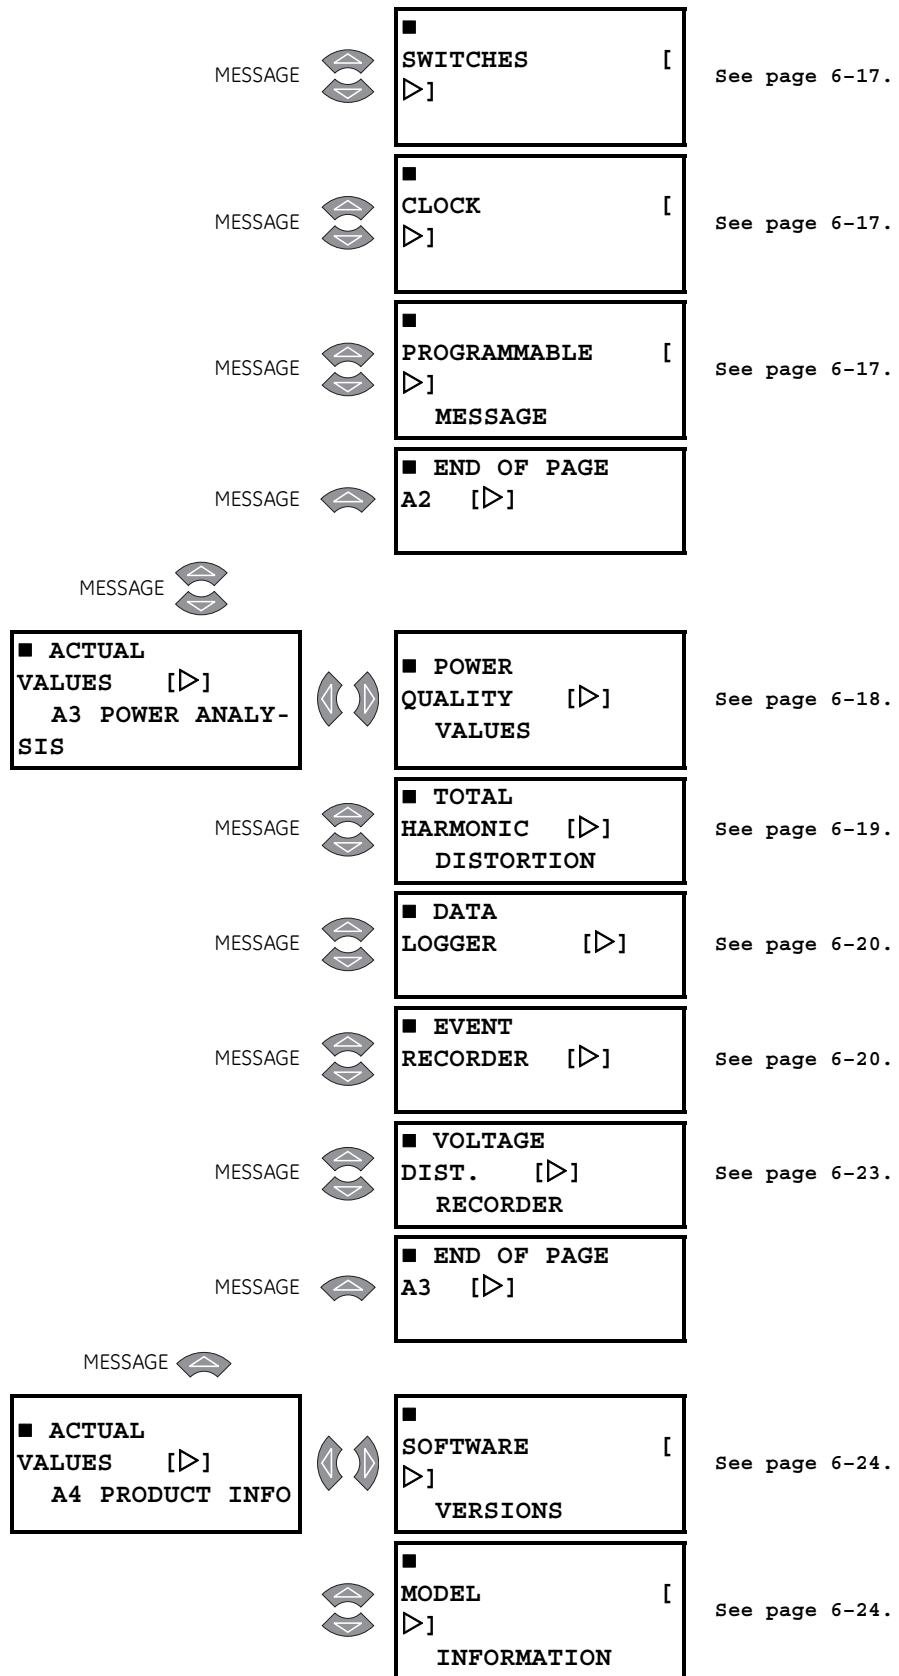 ■
MESSAGE SWITCHES [ See page 6-17.
▷]
■
MESSAGE CLOCK [ See page 6-17.
▷]
■
MESSAGE PROGRAMMABLE [ See page 6-17.
▷]
MESSAGE
■ END OF PAGE
MESSAGE A2 [▷]
MESSAGE
■ ACTUAL
VALUES [▷]
A3 POWER ANALY-
SIS
■ POWER
QUALITY [▷] See page 6-18.
VALUES
■ TOTAL
MESSAGE HARMONIC [▷] See page 6-19.
DISTORTION
■ DATA
MESSAGE LOGGER [▷] See page 6-20.
■ EVENT
MESSAGE RECORDER [▷] See page 6-20.
■ VOLTAGE
MESSAGE DIST. [▷] See page 6-23.
RECORDER
■ END OF PAGE
MESSAGE A3 [▷]
MESSAGE
■ ACTUAL
VALUES [▷]
A4 PRODUCT INFO
■
SOFTWARE [ See page 6-24.
▷]
VERSIONS
■
MODEL [ See page 6-24.
▷]
INFORMATION